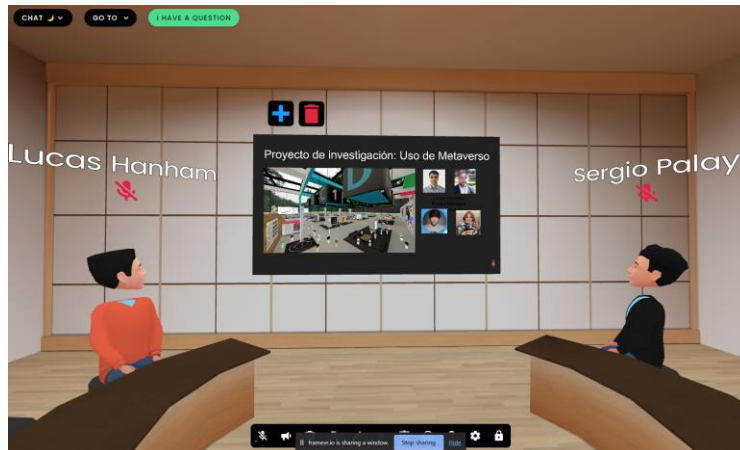 CHAT 🌙
GO TO
I HAVE A QUESTION
Lucas Hanham
Sergio Palay
Proyecto de investigación: Uso de Metaverso
1
framevr.io is sharing a window.
Stop sharing
Hide